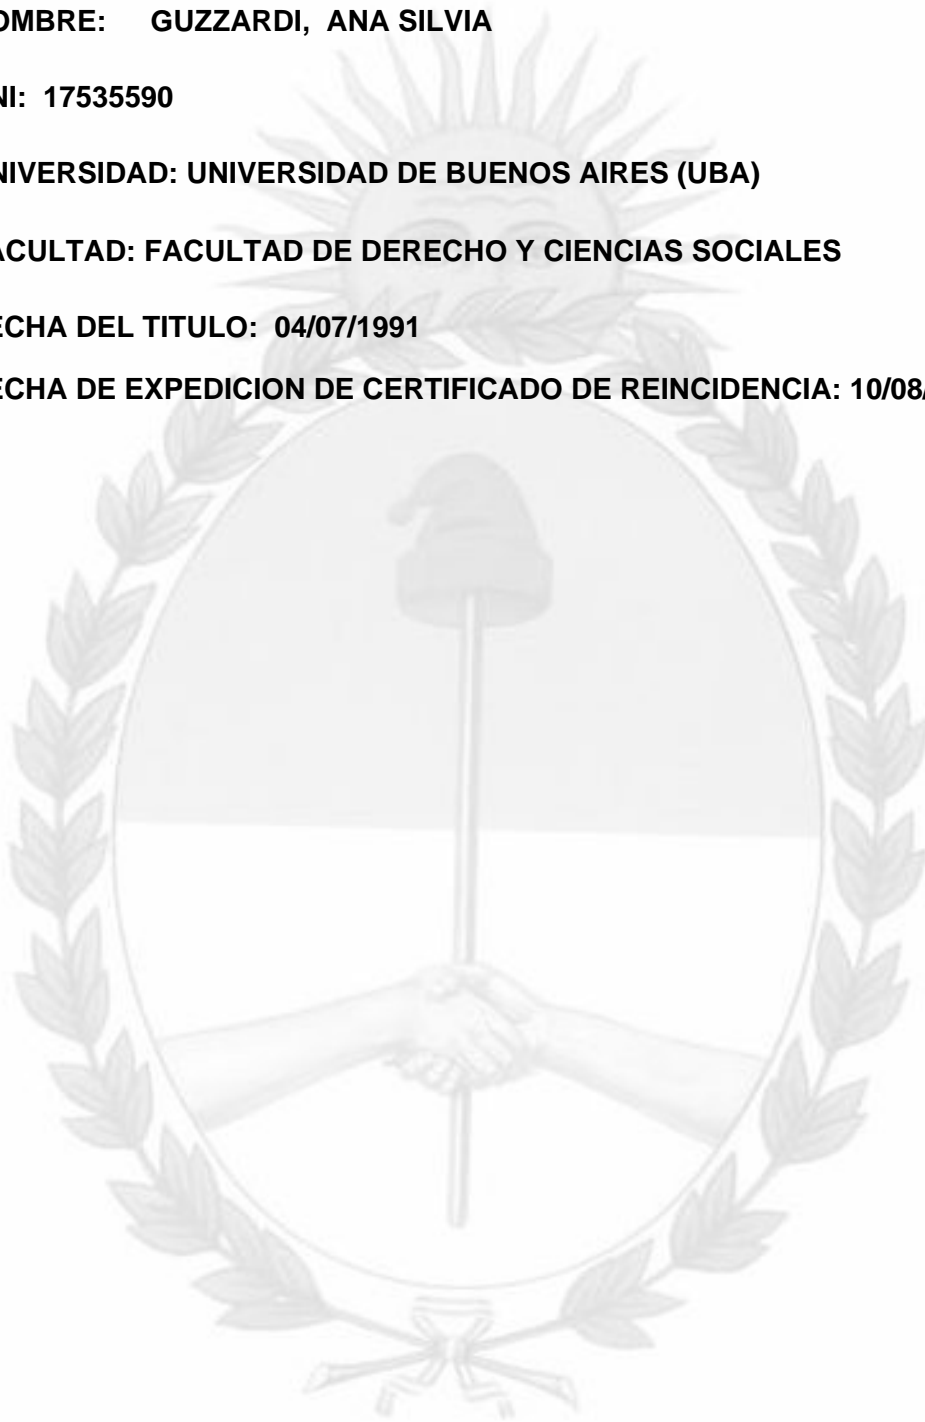 OMBRE: GUZZARDI, ANA SILVIA
NI: 17535590
NIVERSIDAD: UNIVERSIDAD DE BUENOS AIRES (UBA)
ACULTAD: FACULTAD DE DERECHO Y CIENCIAS SOCIALES
ECHA DEL TITULO: 04/07/1991
ECHA DE EXPEDICION DE CERTIFICADO DE REINCIDENCIA: 10/08/